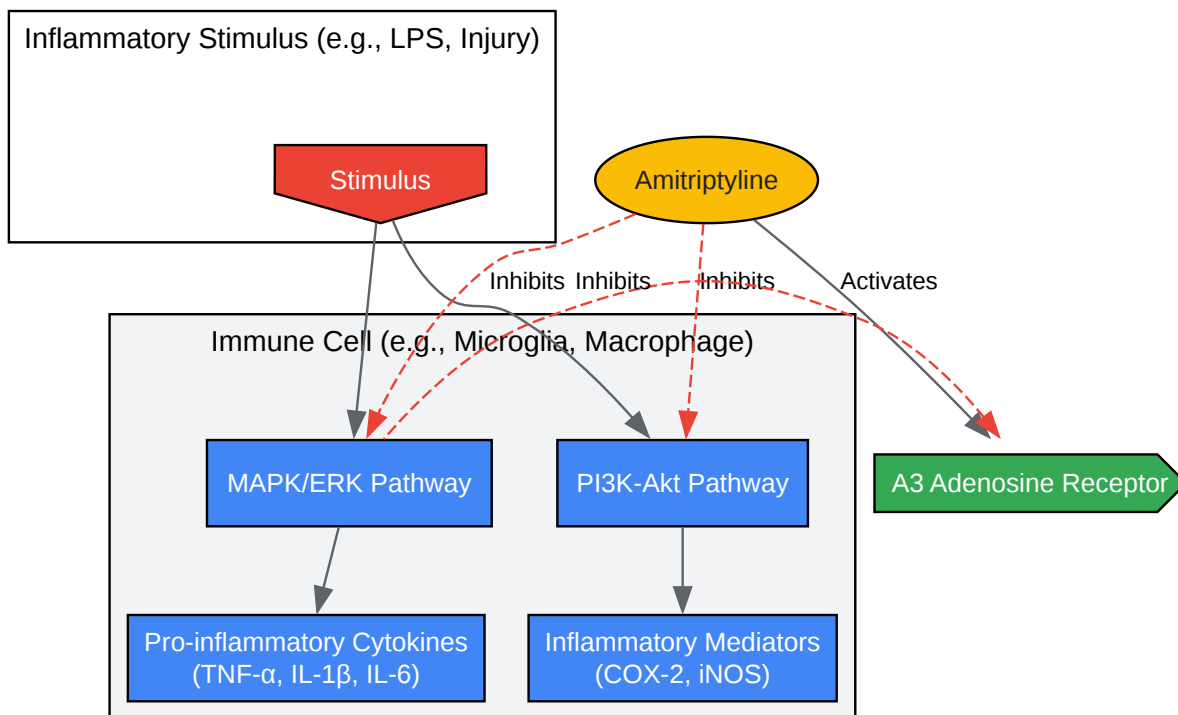 Inflammatory Stimulus (e.g., LPS, Injury)
Stimulus
Amitriptyline
Inhibits
Inhibits
Inhibits
Activates
Immune Cell (e.g., Microglia, Macrophage)
MAPK/ERK Pathway
PI3K-Akt Pathway
A3 Adenosine Receptor
Pro-inflammatory Cytokines
(TNF-α, IL-1β, IL-6)
Inflammatory Mediators
(COX-2, iNOS)